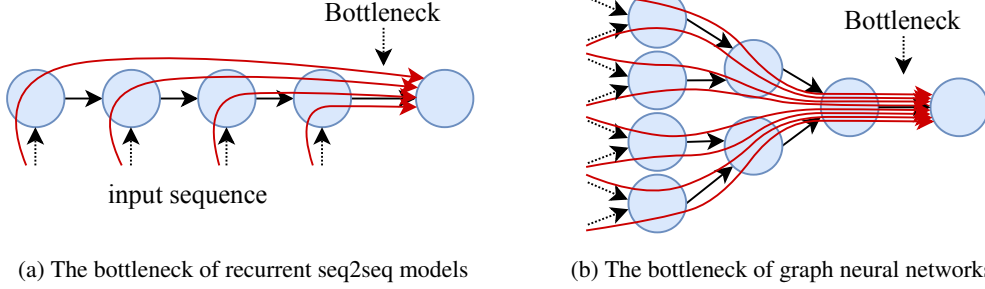 Bottleneck
input sequence
(a) The bottleneck of recurrent seq2seq models
Bottleneck
(b) The bottleneck of graph neural networks